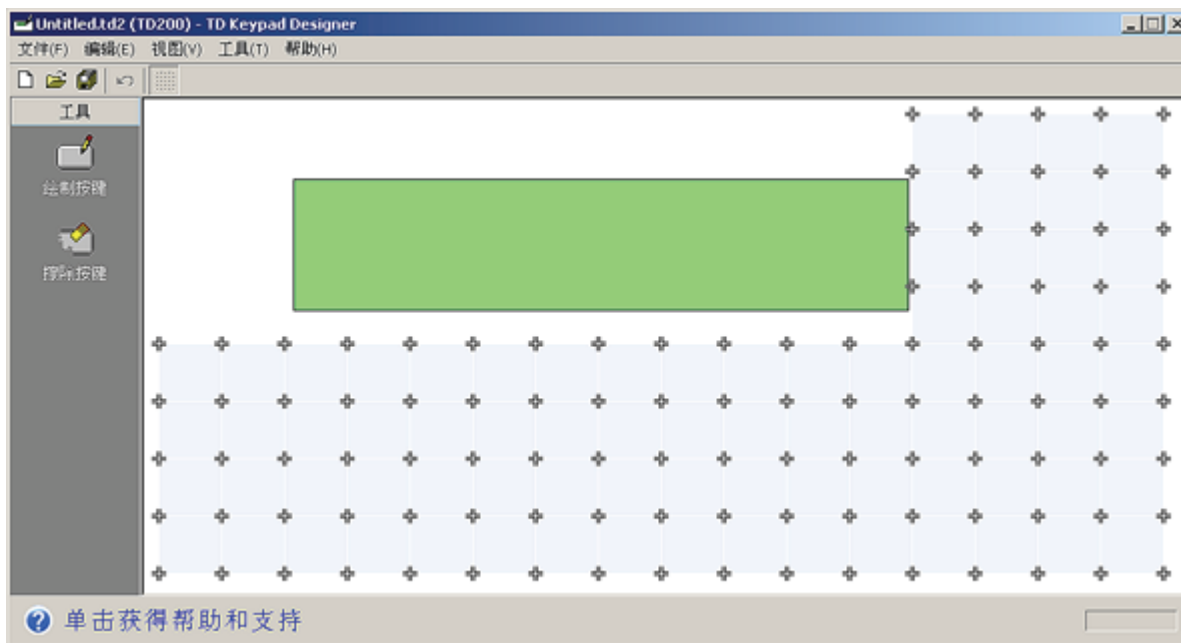 Untitled.td2 (TD200) - TD Keypad Designer
文件(F) 编辑(E) 视图(V) 工具(T) 帮助(H)
工具
绘制按键
擦除按键
单击获得帮助和支持